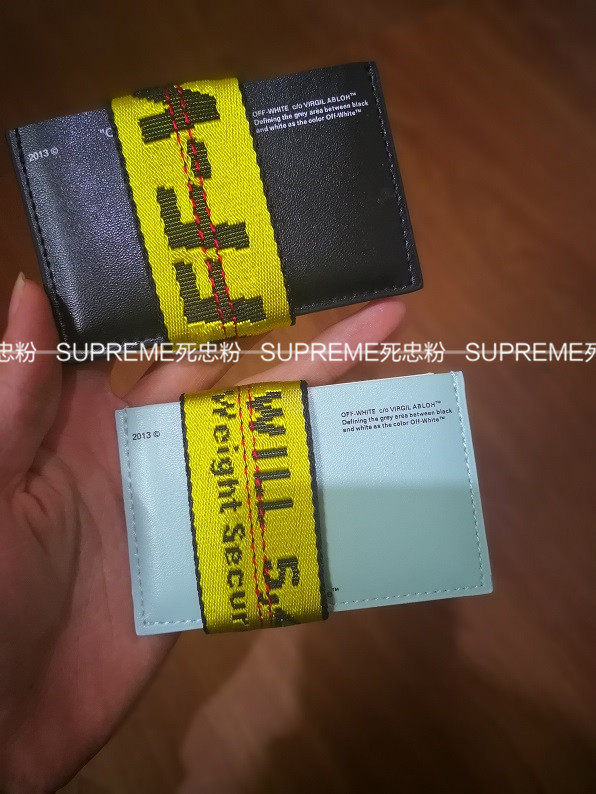 OFF-WHITE c/o VIRGIL ABLOH™
Defining the grey area between black
and white as the color Off-White™
2013 ©
"C
忠粉 SUPREME死忠粉 SUPREME死忠粉 SUPREME死
OFF-WHITE c/o VIRGIL ABLOH™
Defining the grey area between black
and white as the color Off-White™
2013 ©
WILL
Weight Secur
™